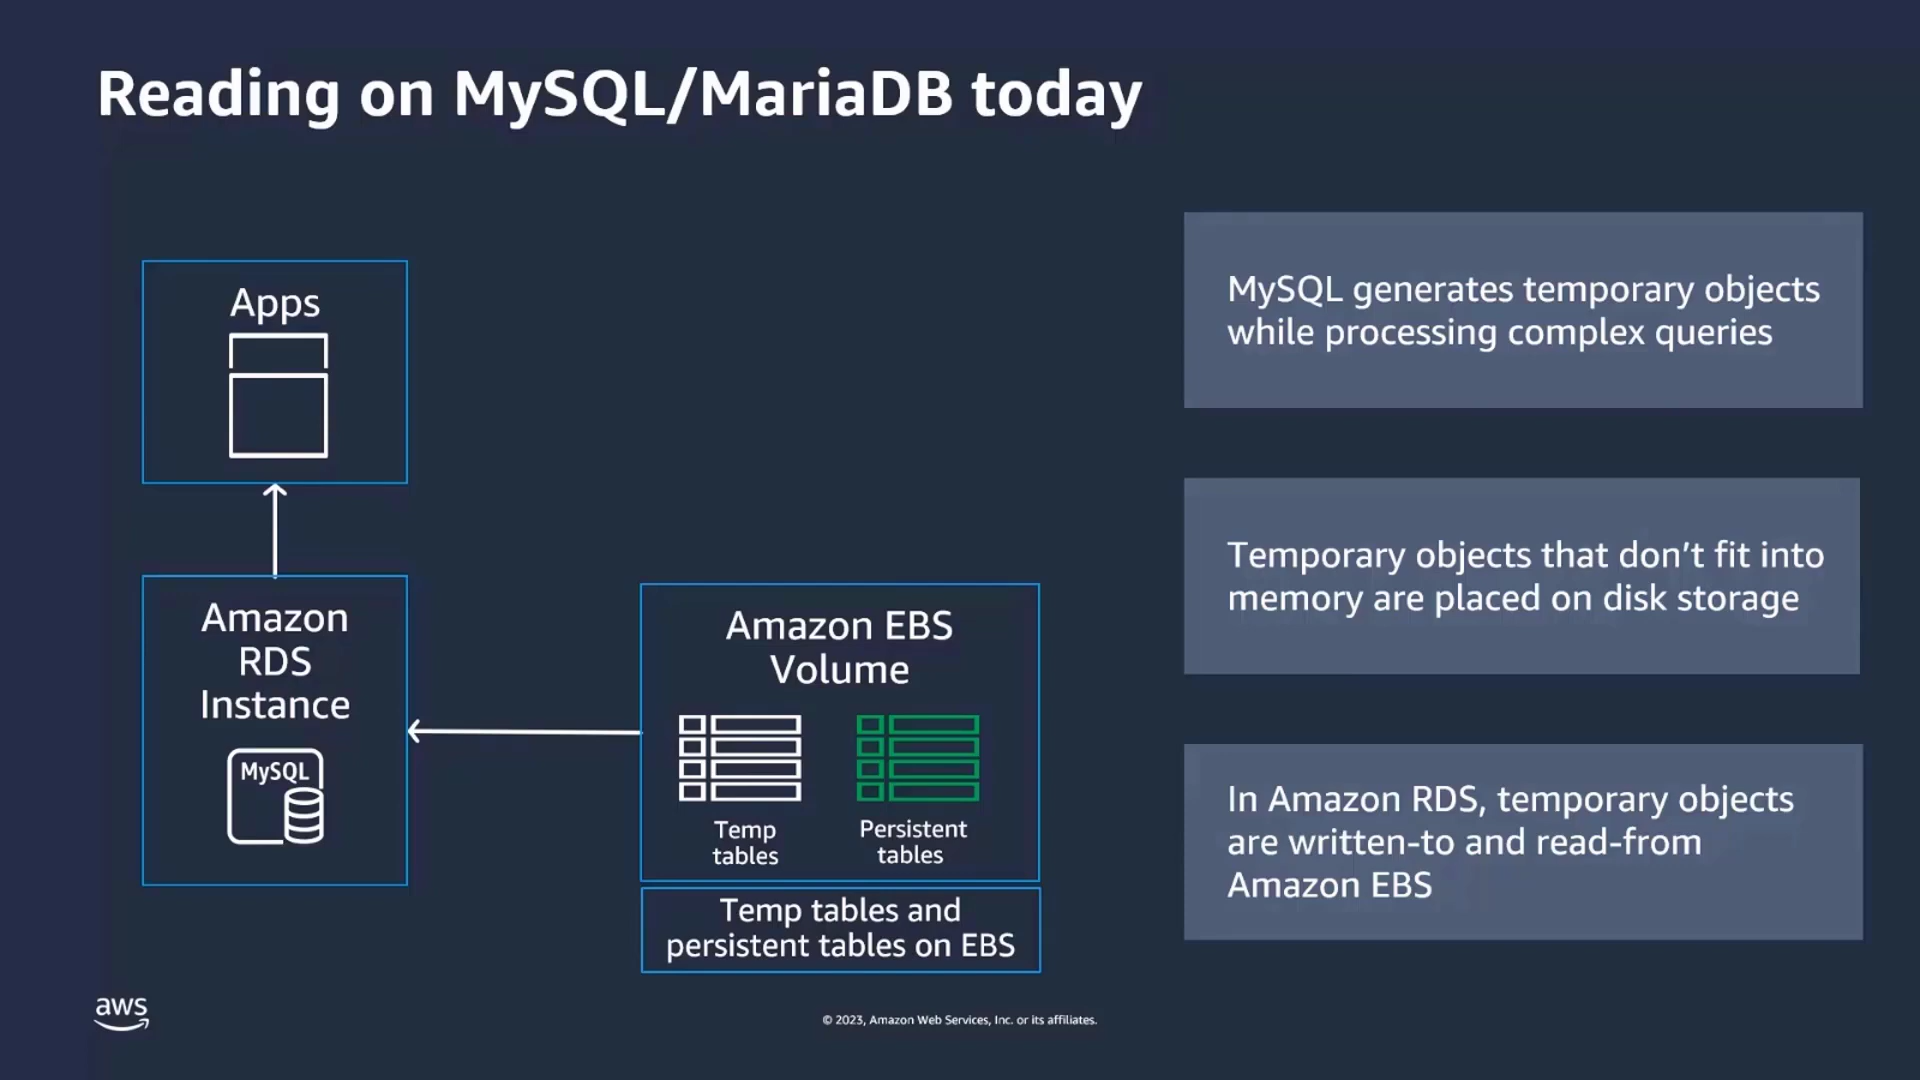 Reading on MySQL/MariaDB today
Apps
Amazon
RDS
Instance
MySQL
Amazon EBS
Volume
Temp
tables
Persistent
tables
Temp tables and
persistent tables on EBS
MySQL generates temporary objects
while processing complex queries
Temporary objects that don’t fit into
memory are placed on disk storage
In Amazon RDS, temporary objects
are written-to and read-from
Amazon EBS
aws
© 2023, Amazon Web Services, Inc. or its affiliates.